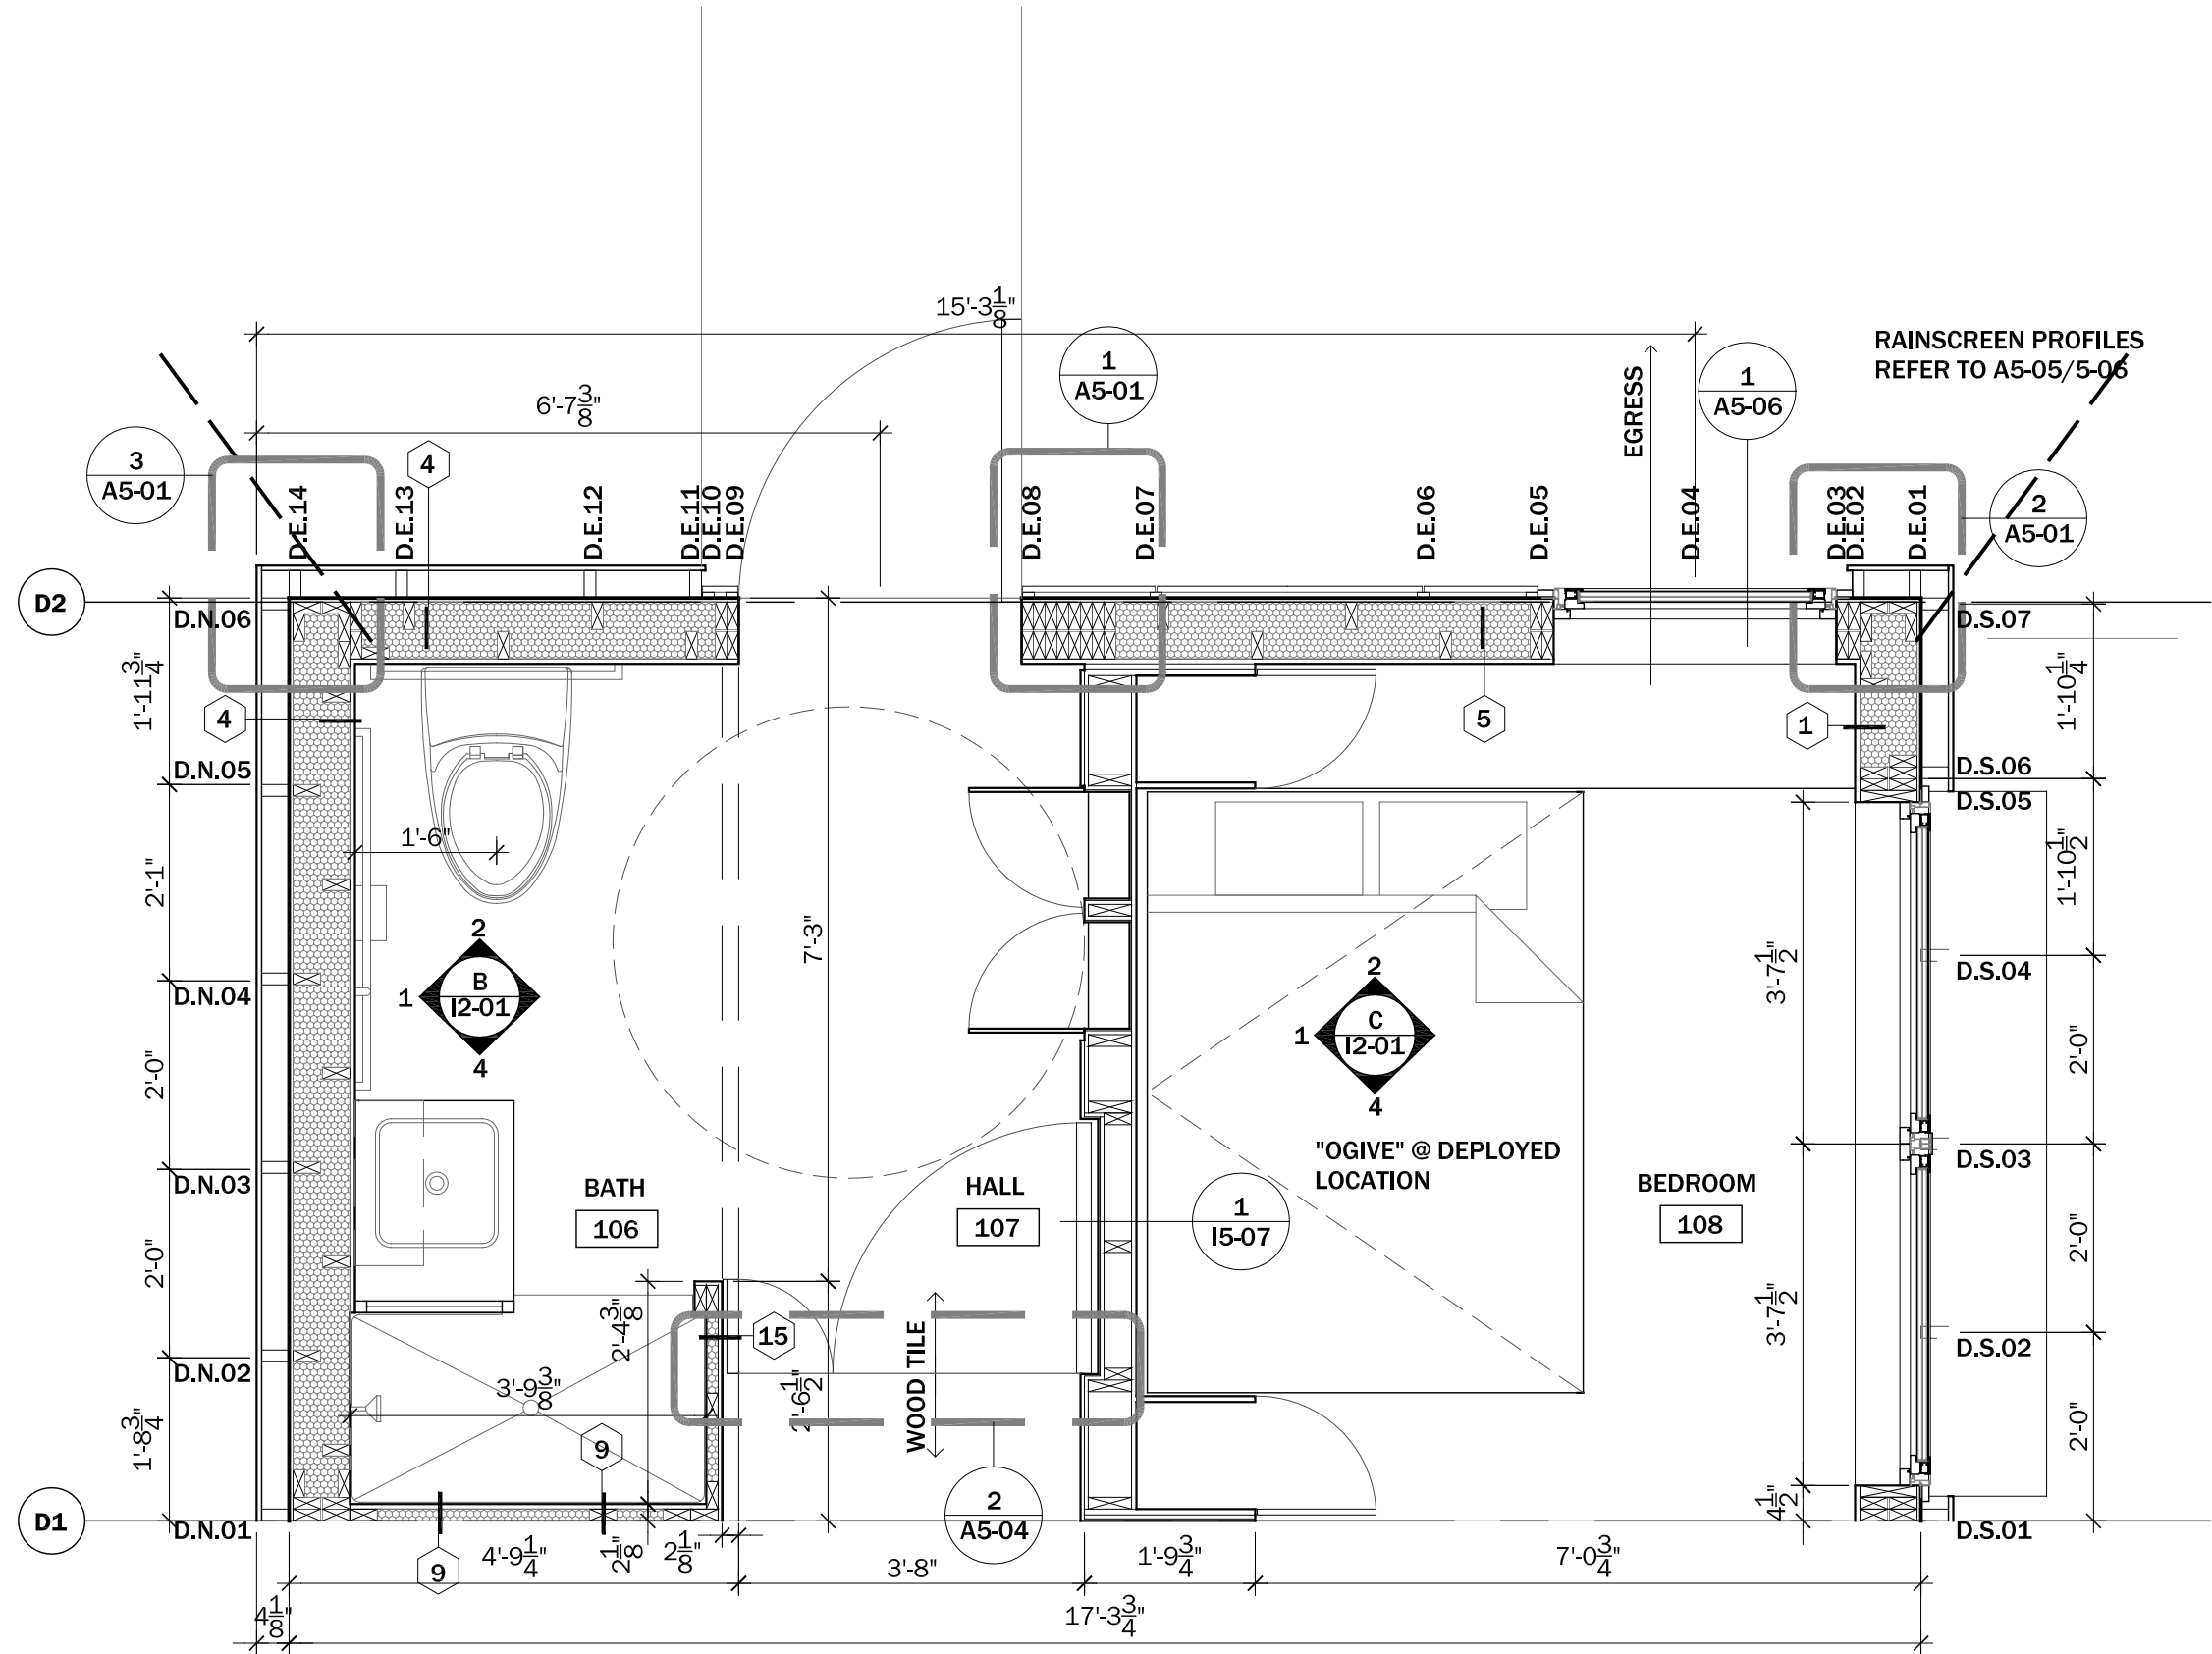 15'-3 1/8"
RAINSCREEN PROFILES
REFER TO A5-05/5-06
1
A5-01
1
A5-06
EGRESS
6'-7 3/8"
3
A5-01
4
2
A5-01
D.E.14
D.E.13
D.E.12
D.E.11
D.E.10
D.E.09
D.E.08
D.E.07
D.E.06
D.E.05
D.E.04
D.E.03
D.E.02
D.E.01
D2
D.N.06
D.S.07
1'-11 3/4"
4
5
1
1'-10 1/4"
D.N.05
D.S.06
D.S.05
1'-6"
2'-1"
7'-3"
1'-10 1/2"
2
B
I2-01
1
4
2
C
I2-01
1
4
3'-7 1/2"
D.N.04
D.S.04
2'-0"
2'-0"
"OGIVE" @ DEPLOYED
LOCATION
D.N.03
D.S.03
BATH
106
HALL
107
1
I5-07
BEDROOM
108
2'-0"
2'-0"
2'-4 3/8"
15
3'-7 1/2"
D.N.02
D.S.02
3'-9 3/8"
2'-6 1/2"
WOOD TILE
1'-8 3/4"
9
2'-0"
4 1/2"
D1
D.N.01
D.S.01
2
A5-04
9
4'-9 1/4"
2 1/8"
2 1/8"
3'-8"
1'-9 3/4"
7'-0 3/4"
4 1/8"
17'-3 3/4"